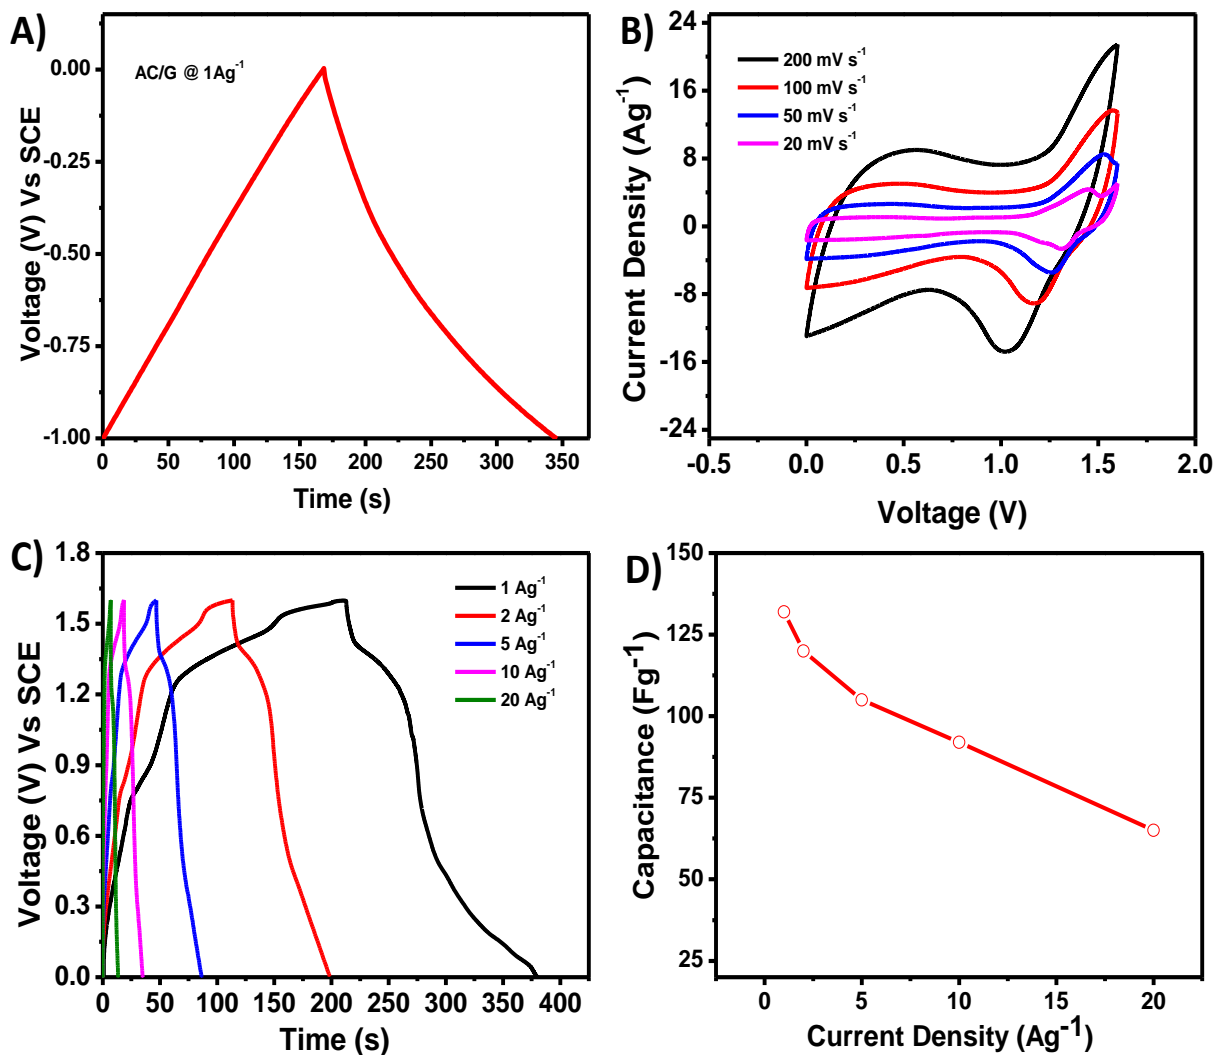 A)
AC/G @ 1Ag⁻¹
0.00
-0.25
-0.50
-0.75
-1.00
Voltage (V) Vs SCE
0 50 100 150 200 250 300 350
Time (s)
B)
200 mV s⁻¹
100 mV s⁻¹
50 mV s⁻¹
20 mV s⁻¹
24
16
8
0
-8
-16
-24
Current Density (Ag⁻¹)
-0.5 0.0 0.5 1.0 1.5 2.0
Voltage (V)
C)
1 Ag⁻¹
2 Ag⁻¹
5 Ag⁻¹
10 Ag⁻¹
20 Ag⁻¹
1.8
1.5
1.2
0.9
0.6
0.3
0.0
Voltage (V) Vs SCE
0 50 100 150 200 250 300 350 400
Time (s)
D)
150
125
100
75
50
25
Capacitance (Fg⁻¹)
0 5 10 15 20
Current Density (Ag⁻¹)